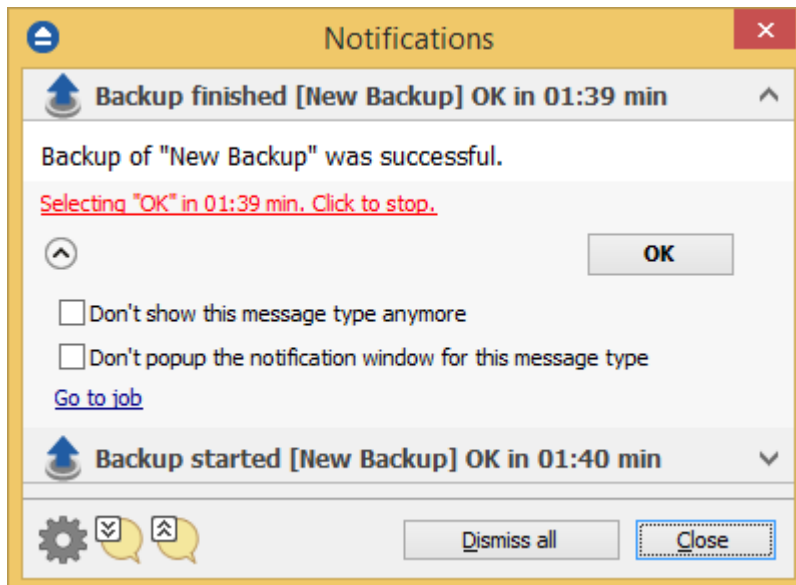 Notifications
Backup finished [New Backup] OK in 01:39 min
Backup of "New Backup" was successful.
Selecting "OK" in 01:39 min. Click to stop.
OK
Don't show this message type anymore
Don't popup the notification window for this message type
Go to job
Backup started [New Backup] OK in 01:40 min
Dismiss all
Close